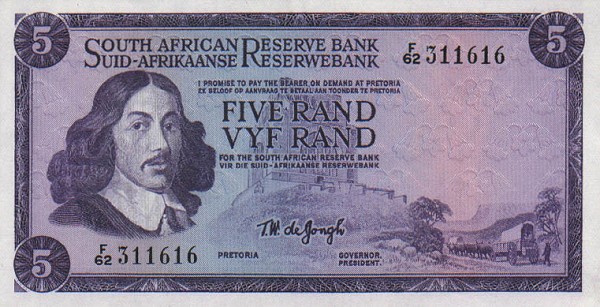 5
SOUTH AFRICAN RESERVE BANK
SUID-AFRIKAANSE RESERWEBANK
F/62 311616
5
I PROMISE TO PAY THE BEARER ON DEMAND AT PRETORIA
EK BELOOF OP AANVRAAG TE BETAAL AAN TOONDER TE PRETORIA
FIVE RAND
VYF RAND
FOR THE SOUTH AFRICAN RESERVE BANK
VIR DIE SUID-AFRIKAANSE RESERWEBANK
T.W. de Jongh
5
F/62 311616
PRETORIA
GOVERNOR,
PRESIDENT.
5